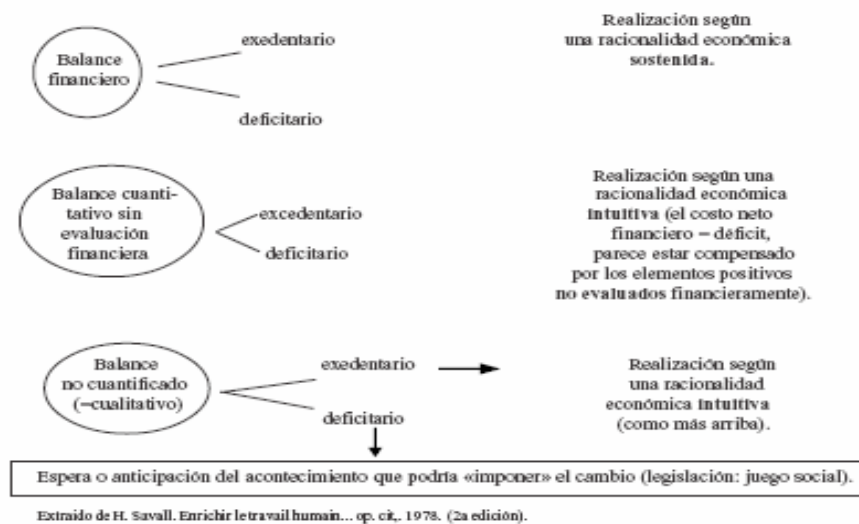 Balance
financiero
exedentario
deficitario
Realización según
una racionalidad económica
sostenida.
Balance cuanti-
tativo sin
evaluación
financiera
excedentario
deficitario
Realización según una
racionalidad económica
intuitiva (el costo neto
financiero – déficit,
parece estar compensado
por los elementos positivos
no evaluados financieramente).
Balance
no cuantificado
(–cualitativo)
exedentario
deficitario
Realización según
una racionalidad
económica intuitiva
(como más arriba).
Espera o anticipación del acontecimiento que podría «imponer» el cambio (legislación: juego social).
Extraido de H. Savall. Enrichir le travail humain... op. cit,. 1978. (2a edición).